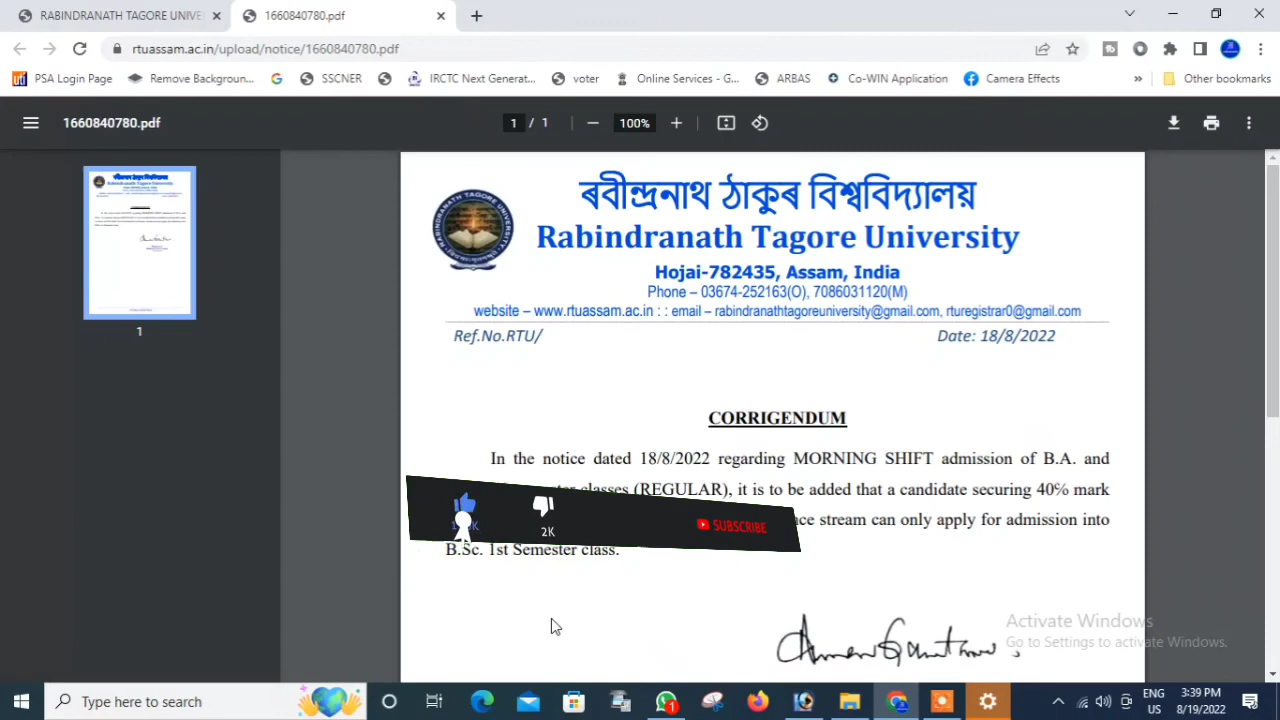 RABINDRANATH TAGORE UNIVE
1660840780.pdf
rtuassam.ac.in/upload/notice/1660840780.pdf
PSA Login Page
Remove Backgroun...
SSCNER
IRCTC Next Generat...
voter
Online Services - G...
ARBAS
Co-WIN Application
Camera Effects
»
Other bookmarks
1660840780.pdf
1 / 1
100%
1
ৰবীন্দ্ৰনাথ ঠাকুৰ বিশ্ববিদ্যালয়
Rabindranath Tagore University
Hojai-782435, Assam, India
Phone – 03674-252163(O), 7086031120(M)
website – www.rtuassam.ac.in : : email – rabindranathtagoreuniversity@gmail.com, rturegistrar0@gmail.com
Ref.No.RTU/ Date: 18/8/2022
CORRIGENDUM
In the notice dated 18/8/2022 regarding MORNING SHIFT admission of B.A. and
classes (REGULAR), it is to be added that a candidate securing 40% mark
stream can only apply for admission into
B.Sc. 1st Semester class.
2K
SUBSCRIBE
Activate Windows
Go to Settings to activate Windows.
Type here to search
1
ENG
US
3:39 PM
8/19/2022